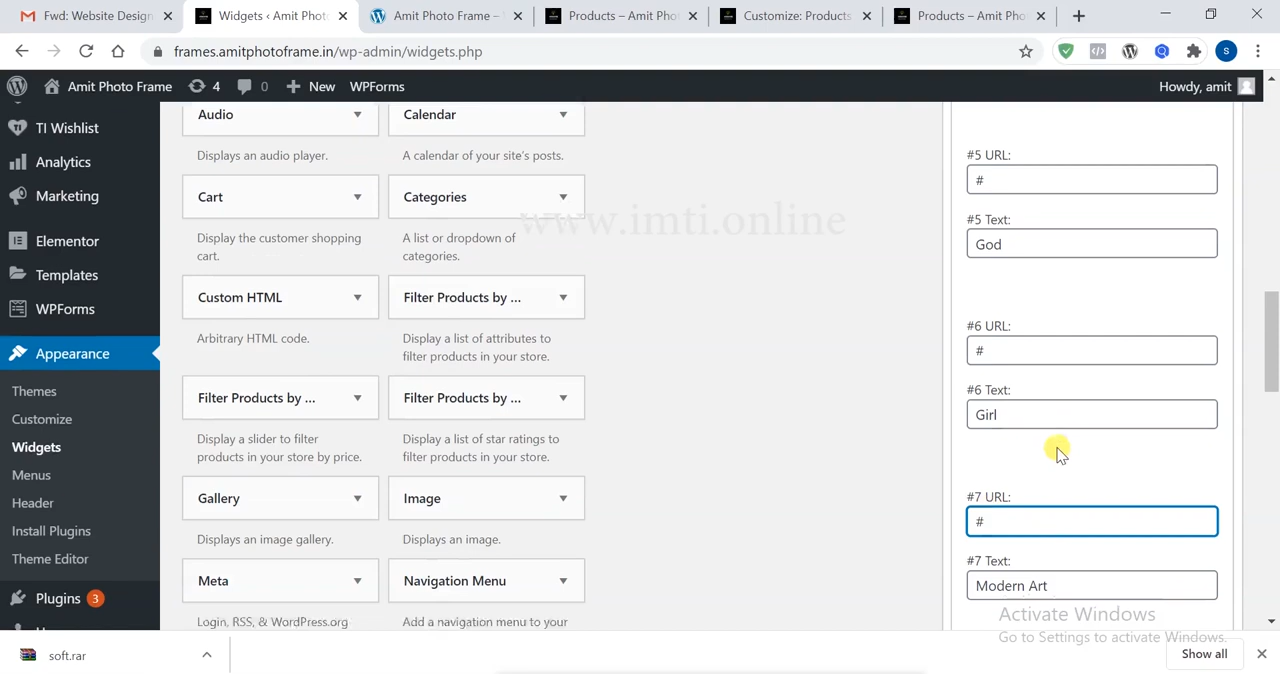 Fwd: Website Design
Widgets ‹ Amit Phot
Amit Photo Frame –
Products – Amit Pho
Customize: Products
Products – Amit Pho
frames.amitphotoframe.in/wp-admin/widgets.php
S
Amit Photo Frame
4
0
New
WPForms
Howdy, amit
TI Wishlist
Analytics
Marketing
Elementor
Templates
WPForms
Appearance
Themes
Customize
Widgets
Menus
Header
Install Plugins
Theme Editor
Plugins 3
Audio
Calendar
Displays an audio player.
A calendar of your site's posts.
Cart
Categories
Display the customer shopping
cart.
A list or dropdown of
categories.
www.imti.online
Custom HTML
Filter Products by ...
Arbitrary HTML code.
Display a list of attributes to
filter products in your store.
Filter Products by ...
Filter Products by ...
Display a slider to filter
products in your store by price.
Display a list of star ratings to
filter products in your store.
Gallery
Image
Displays an image gallery.
Displays an image.
Meta
Navigation Menu
Login, RSS, & WordPress.org
Add a navigation menu to your
#5 URL:
#
#5 Text:
God
#6 URL:
#
#6 Text:
Girl
#7 URL:
#
#7 Text:
Modern Art
Activate Windows
Go to Settings to activate Windows.
soft.rar
Show all